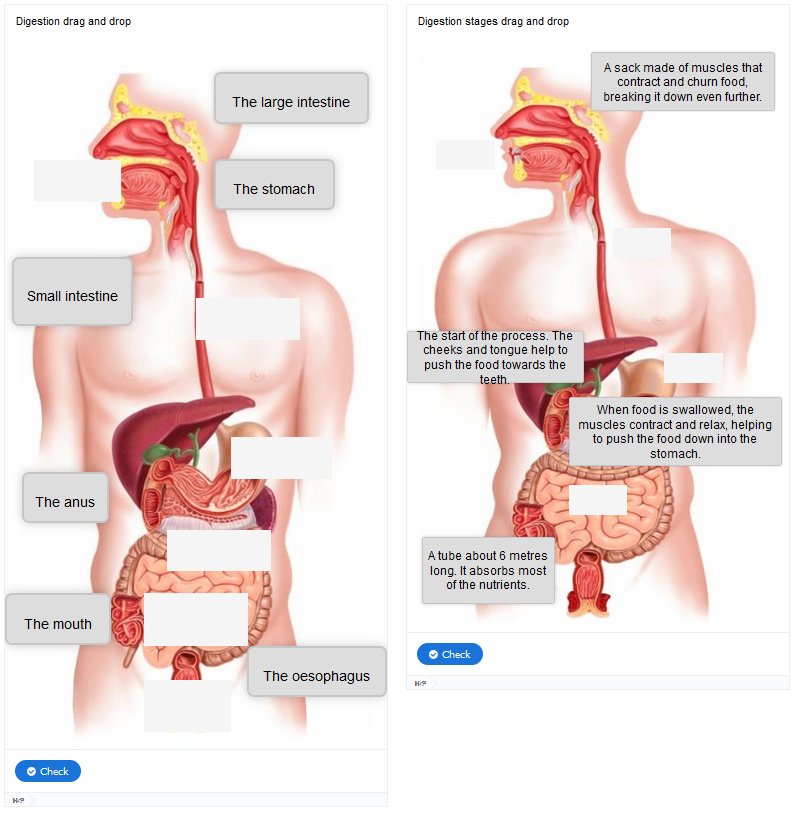 Digestion drag and drop
The large intestine
The stomach
Small intestine
The anus
The mouth
The oesophagus
Check
H5P
Digestion stages drag and drop
A sack made of muscles that
contract and churn food,
breaking it down even further.
The start of the process. The
cheeks and tongue help to
push the food towards the
teeth.
When food is swallowed, the
muscles contract and relax, helping
to push the food down into the
stomach.
A tube about 6 metres
long. It absorbs most
of the nutrients.
Check
H5P